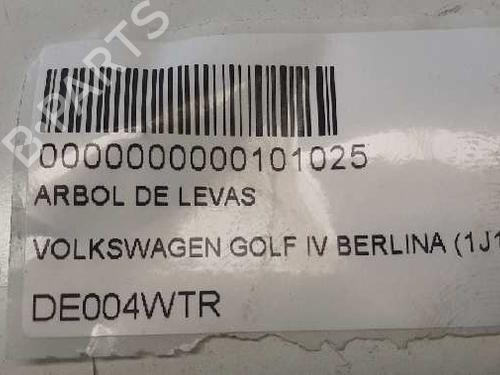 B-PARTS
0000000000101025
ARBOL DE LEVAS
VOLKSWAGEN GOLF IV BERLINA (1J1
DE004WTR